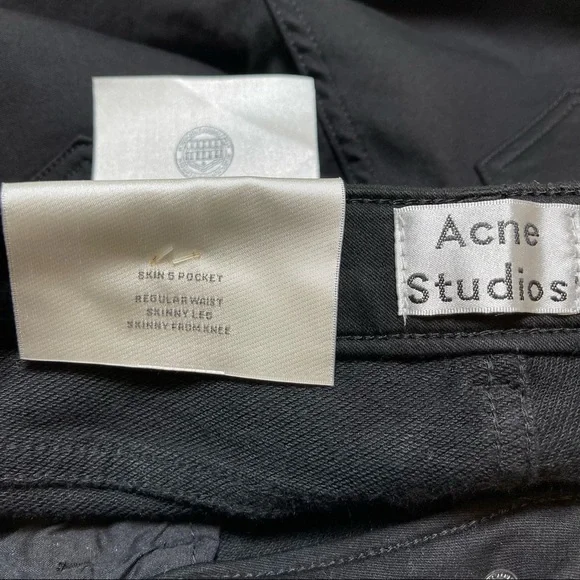 SKIN 5 POCKET
REGULAR WAIST
SKINNY LEG
SKINNY FROM KNEE
Acne
Studios